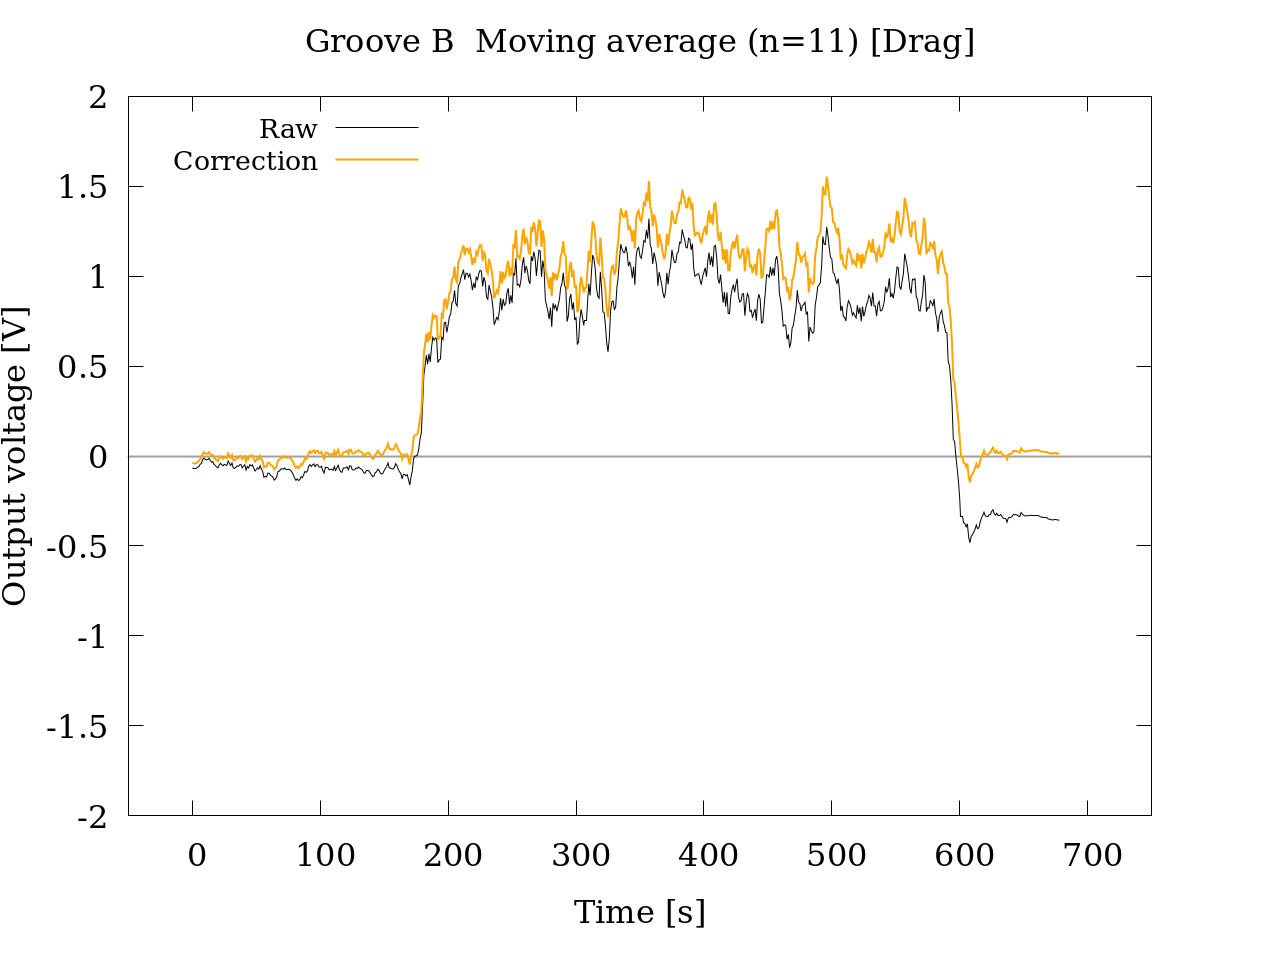 Groove B  Moving average (n=11) [Drag]
Raw
Correction
2
1.5
1
0.5
0
-0.5
-1
-1.5
-2
Output voltage [V]
0 100 200 300 400 500 600 700
Time [s]